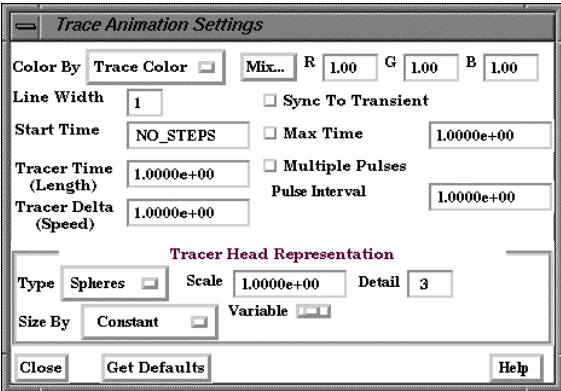 Trace Animation Settings
Color By Trace Color Mix... R 1.00 G 1.00 B 1.00
Line Width 1 Sync To Transient
Start Time NO_STEPS Max Time 1.0000e+00
Tracer Time (Length) 1.0000e+00 Multiple Pulses
Pulse Interval 1.0000e+00
Tracer Delta (Speed) 1.0000e+00
Tracer Head Representation
Type Spheres Scale 1.0000e+00 Detail 3
Size By Constant Variable
Close Get Defaults Help